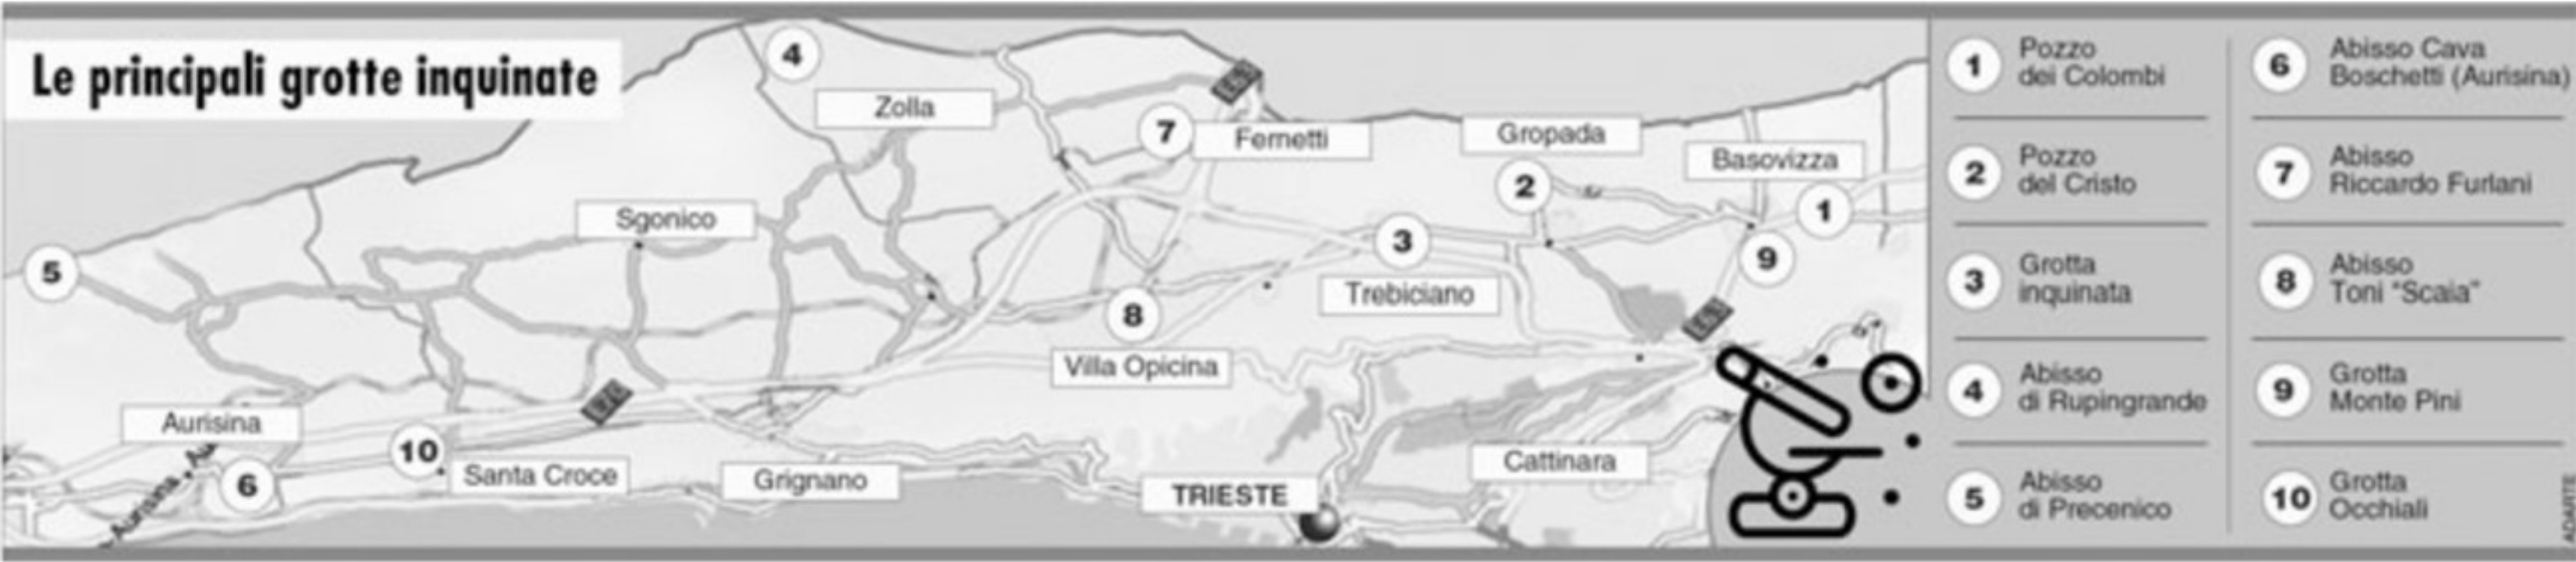 Le principali grotte inquinate
4
Zolla
7
Fernetti
Gropada
Basovizza
2
1
Sgonico
3
9
5
Trebiciano
8
Villa Opicina
Aurisina
10
Santa Croce
6
Grignano
Cattinara
TRIESTE
Aurisina
1
Pozzo
dei Colombi
2
Pozzo
del Cristo
3
Grotta
inquinata
4
Abisso
di Rupingrande
5
Abisso
di Precenico
6
Abisso Cava
Boschetti (Aurisina)
7
Abisso
Riccardo Furlani
8
Abisso
Toni “Scaia”
9
Grotta
Monte Pini
10
Grotta
Occhiali
ADARTE